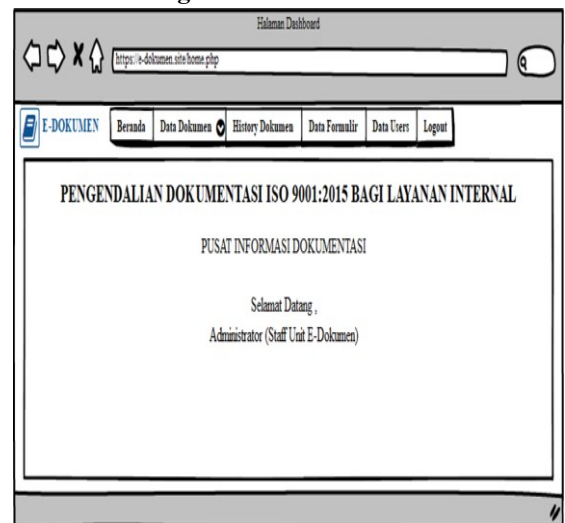 Halaman Dashboard
https://e-dokumen.site/home.php
E-DOKUMEN Beranda Data Dokumen History Dokumen Data Formulir Data Users Logout
PENGENDALIAN DOKUMENTASI ISO 9001:2015 BAGI LAYANAN INTERNAL
PUSAT INFORMASI DOKUMENTASI
Selamat Datang ,
Administrator (Staff Unit E-Dokumen)